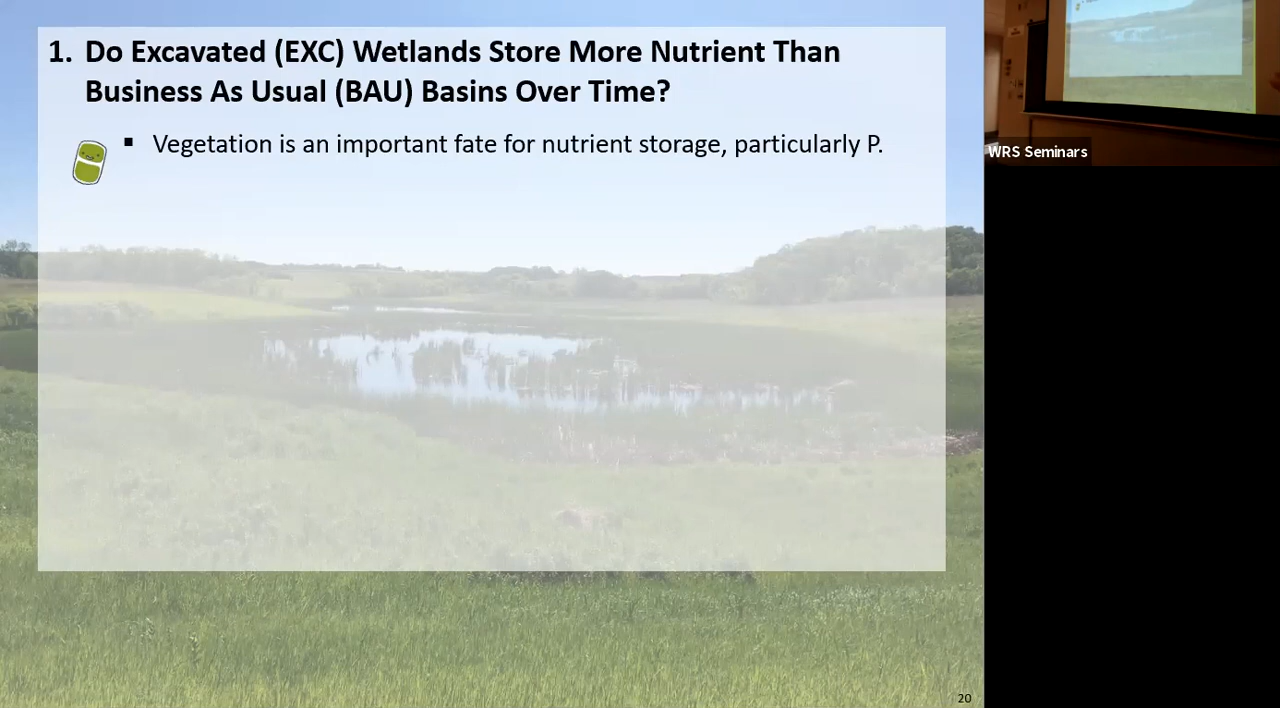 1. Do Excavated (EXC) Wetlands Store More Nutrient Than
Business As Usual (BAU) Basins Over Time?
▪ Vegetation is an important fate for nutrient storage, particularly P.
WRS Seminars
20